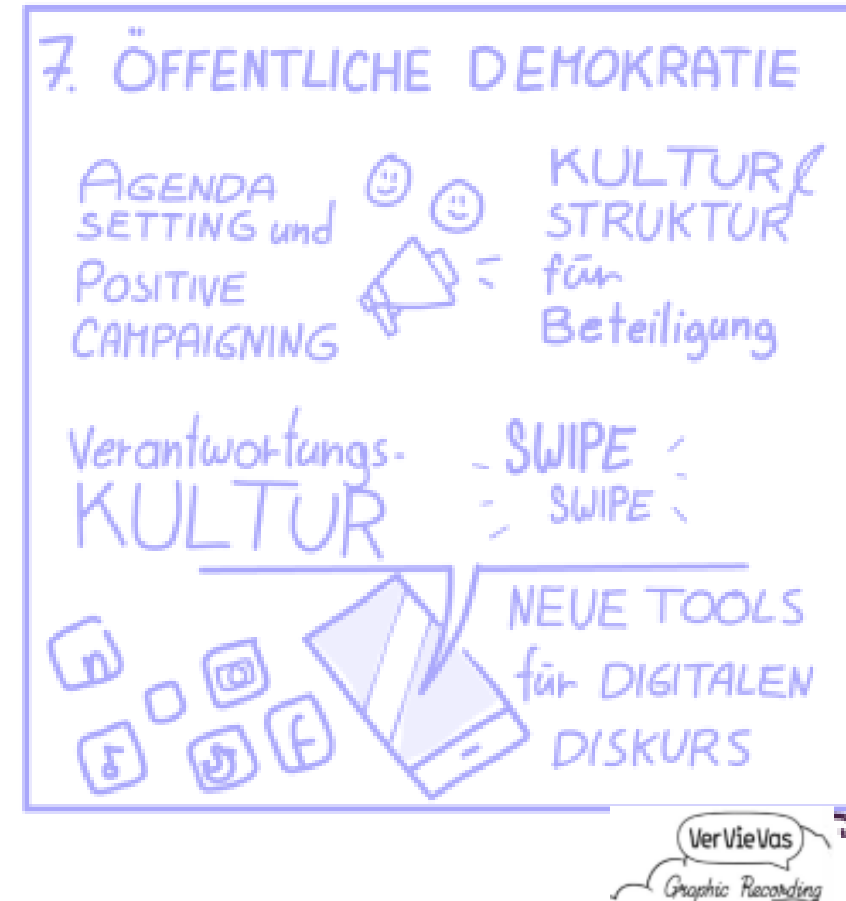 7. ÖFFENTLICHE DEMOKRATIE
AGENDA
SETTING und
POSITIVE
CAMPAIGNING
KULTUR &
STRUKTUR
für
Beteiligung
Verantwortungs-
KULTUR
SWIPE
SWIPE
NEUE TOOLS
für DIGITALEN
DISKURS
n
f
VerVieVas
Graphic Recording